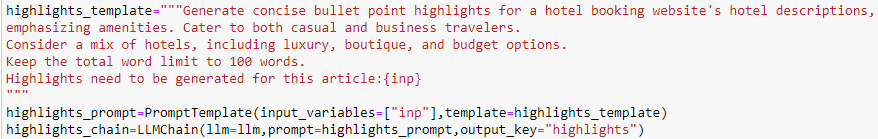 highlights_template="""Generate concise bullet point highlights for a hotel booking website's hotel descriptions,
emphasizing amenities. Cater to both casual and business travelers.
Consider a mix of hotels, including luxury, boutique, and budget options.
Keep the total word limit to 100 words.
Highlights need to be generated for this article:{inp}
"""
highlights_prompt=PromptTemplate(input_variables=["inp"],template=highlights_template)
highlights_chain=LLMChain(llm=llm,prompt=highlights_prompt,output_key="highlights")